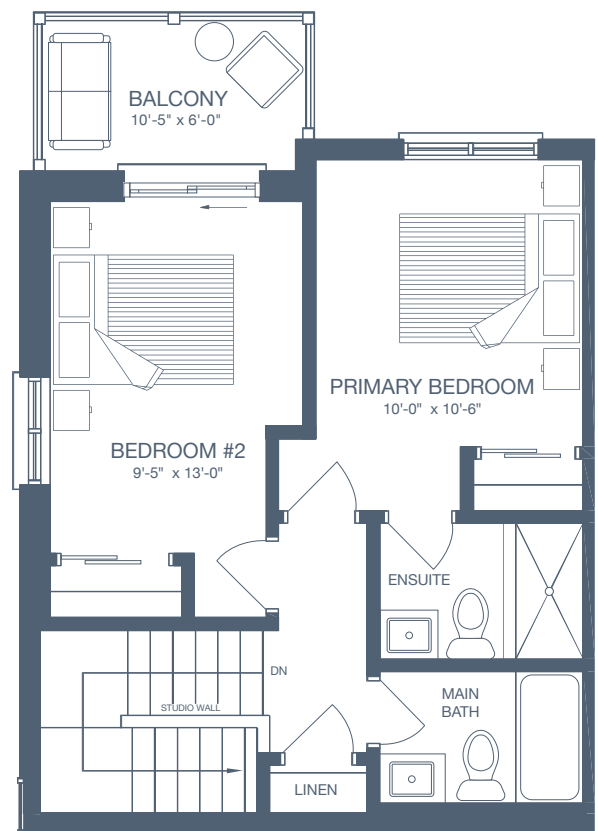 BALCONY
10'-5" x 6'-0"
PRIMARY BEDROOM
10'-0" x 10'-6"
BEDROOM #2
9'-5" x 13'-0"
ENSUITE
DN
STUDIO WALL
MAIN
BATH
LINEN